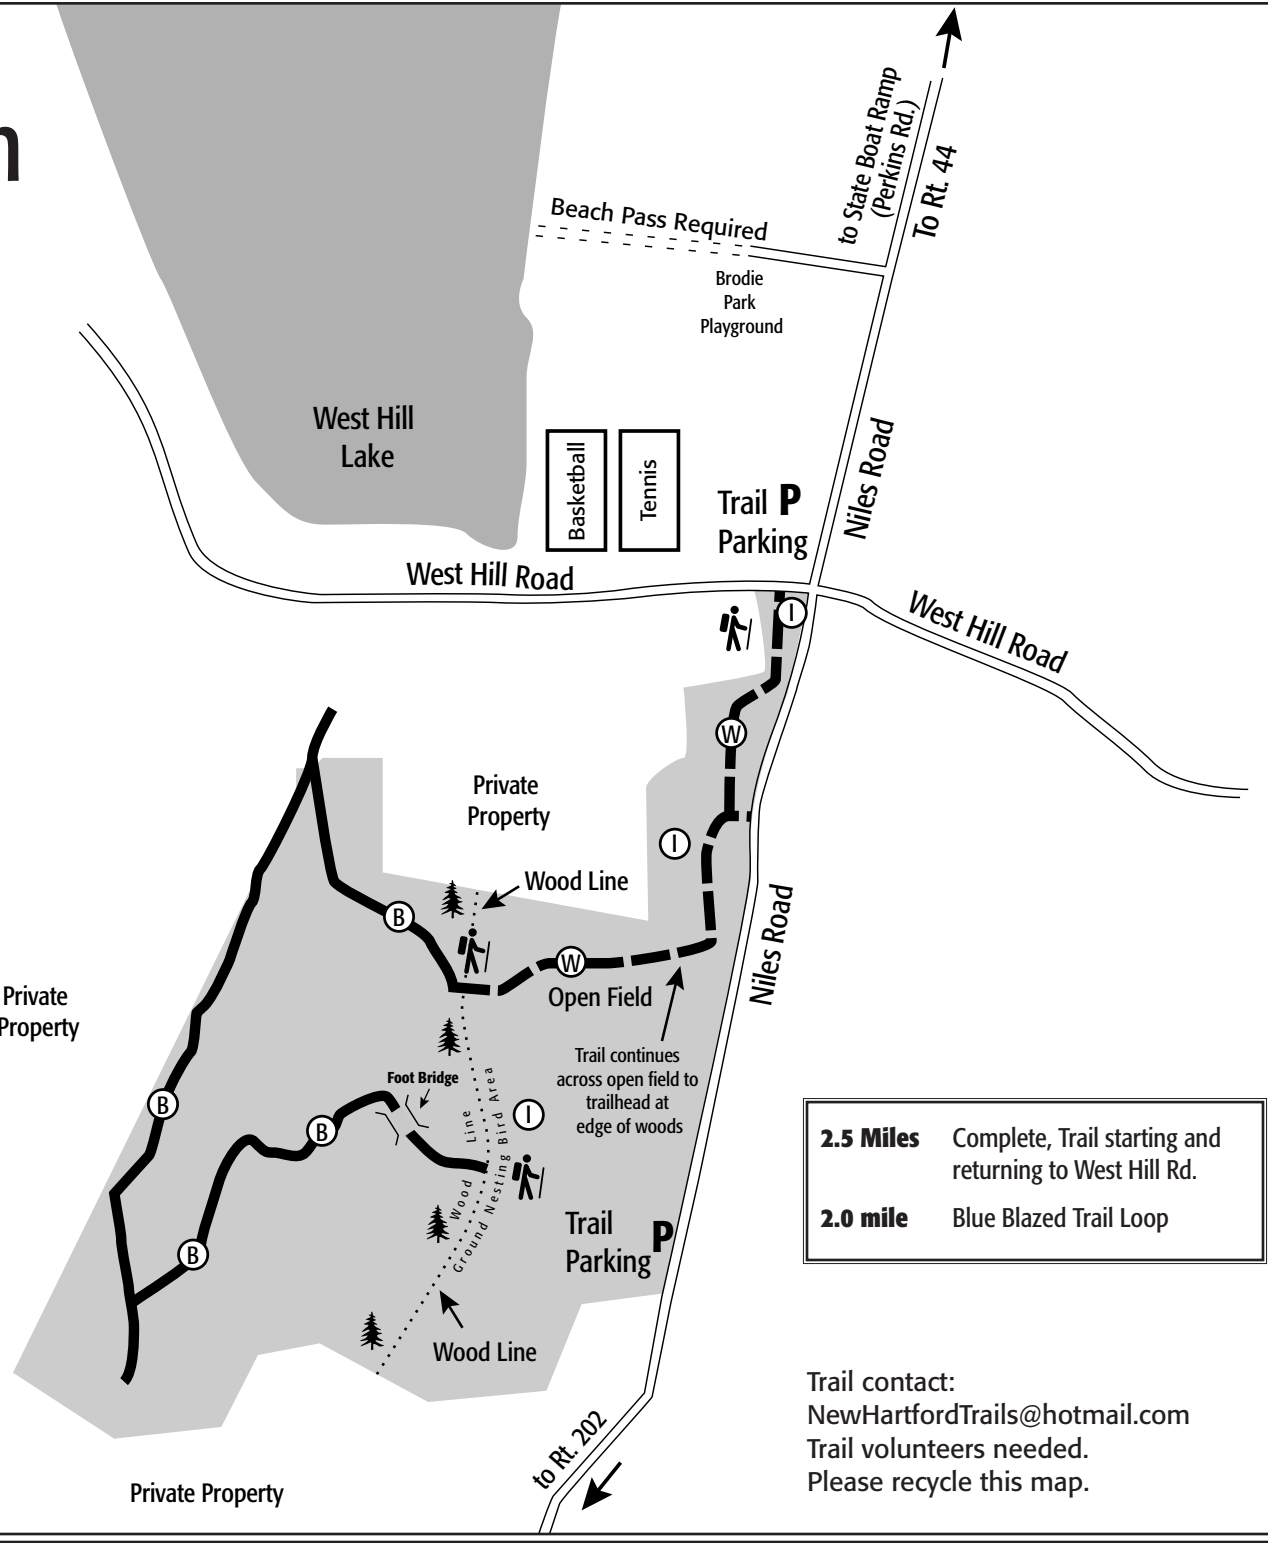 n
to State Boat Ramp
(Perkins Rd.)
To Rt. 44
Beach Pass Required
Brodie
Park
Playground
West Hill
Lake
Basketball
Tennis
Trail P
Parking
Niles Road
West Hill Road
West Hill Road
I
W
Private
Property
I
Wood Line
B
W
Open Field
Niles Road
Private
Property
Trail continues
across open field to
trailhead at
edge of woods
Foot Bridge
B
B
I
Wood Line
Ground Nesting Bird Area
B
Trail P
Parking
Wood Line
2.5 Miles Complete, Trail starting and
returning to West Hill Rd.
2.0 mile Blue Blazed Trail Loop
Trail contact:
NewHartfordTrails@hotmail.com
Trail volunteers needed.
Please recycle this map.
to Rt. 202
Private Property